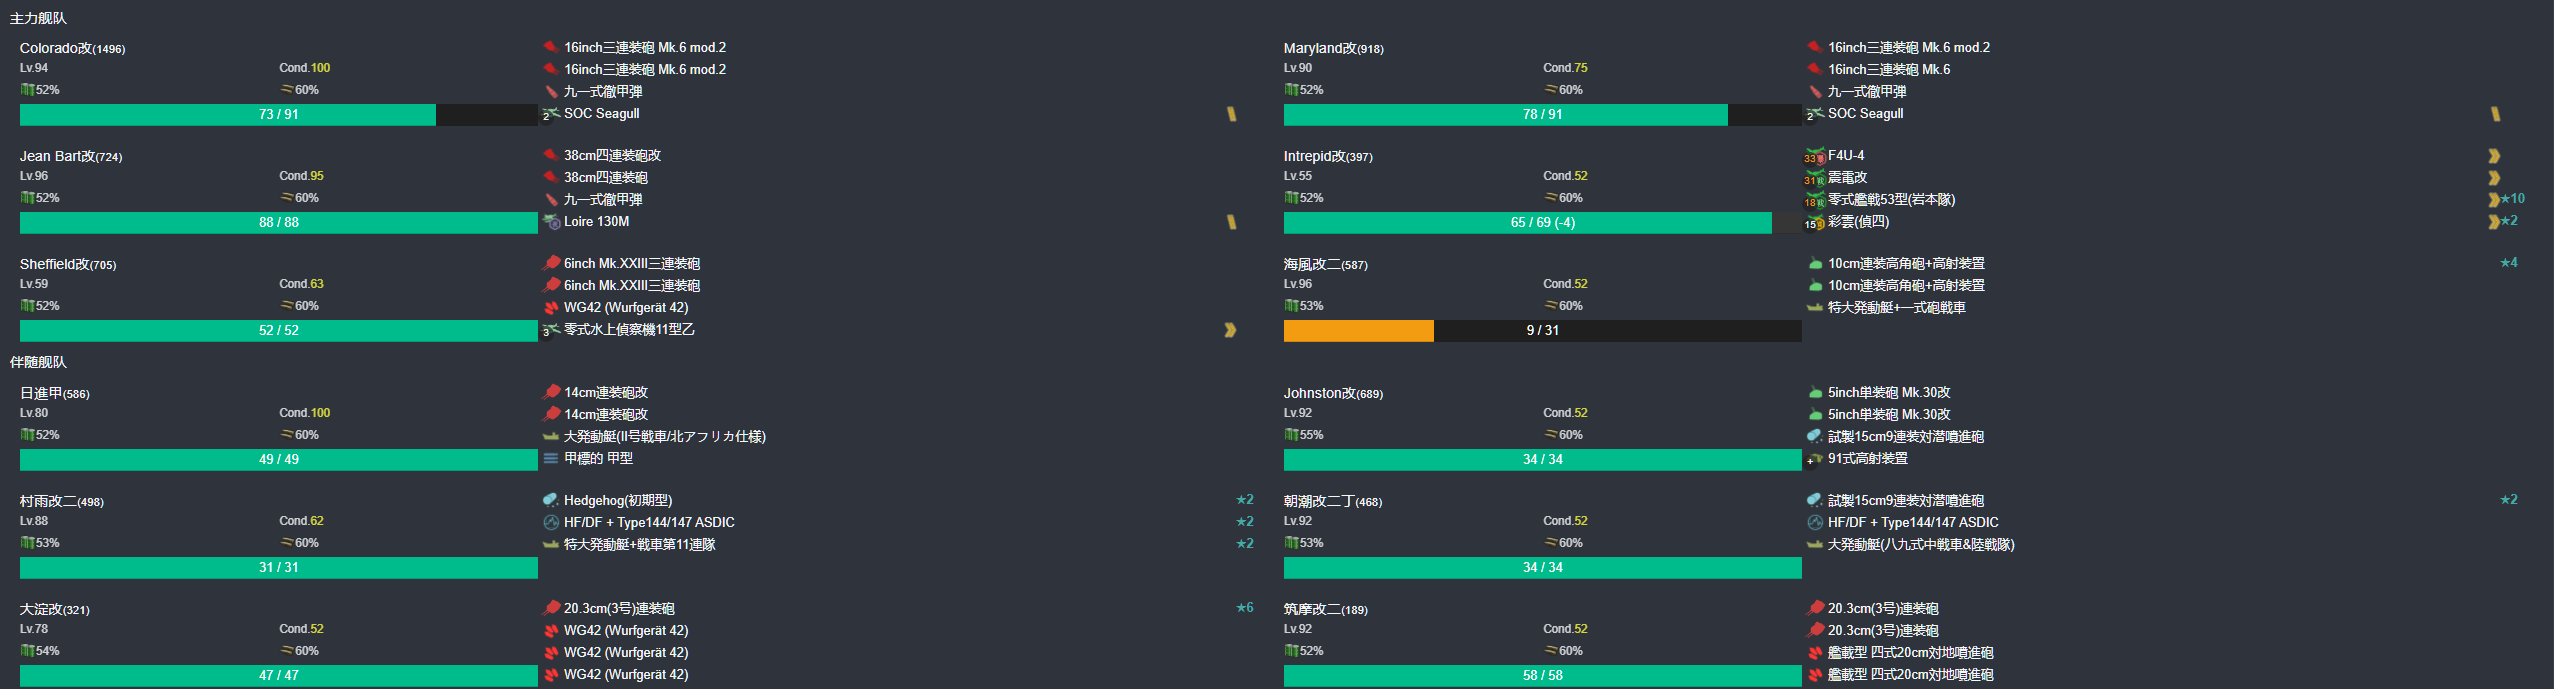 主力舰队
Colorado改(1496)
Lv.94 Cond.100
52% 60%
73 / 91
16inch三連装砲 Mk.6 mod.2
16inch三連装砲 Mk.6 mod.2
九一式徹甲弾
2 SOC Seagull
Maryland改(918)
Lv.90 Cond.75
52% 60%
78 / 91
16inch三連装砲 Mk.6 mod.2
16inch三連装砲 Mk.6
九一式徹甲弾
2 SOC Seagull
Jean Bart改(724)
Lv.96 Cond.95
52% 60%
88 / 88
38cm四連装砲改
38cm四連装砲
九一式徹甲弾
Loire 130M
Intrepid改(397)
Lv.55 Cond.52
52% 60%
65 / 69 (-4)
33 F4U-4
31 震電改
18 零式艦戦53型(岩本隊) ★10
15 彩雲(偵四) ★2
Sheffield改(705)
Lv.59 Cond.63
52% 60%
52 / 52
6inch Mk.XXIII三連装砲
6inch Mk.XXIII三連装砲
WG42 (Wurfgerät 42)
3 零式水上偵察機11型乙
海風改二(587)
Lv.96 Cond.52
53% 60%
9 / 31
10cm連装高角砲+高射装置 ★4
10cm連装高角砲+高射装置
特大発動艇+一式砲戦車
伴随舰队
日進甲(586)
Lv.80 Cond.100
52% 60%
49 / 49
14cm連装砲改
14cm連装砲改
大発動艇(II号戦車/北アフリカ仕様)
甲標的 甲型
Johnston改(689)
Lv.92 Cond.52
55% 60%
34 / 34
5inch単装砲 Mk.30改
5inch単装砲 Mk.30改
試製15cm9連装対潜噴進砲
+ 91式高射装置
村雨改二(498)
Lv.88 Cond.62
53% 60%
31 / 31
Hedgehog(初期型) ★2
HF/DF + Type144/147 ASDIC ★2
特大発動艇+戦車第11連隊 ★2
朝潮改二丁(468)
Lv.92 Cond.52
53% 60%
34 / 34
試製15cm9連装対潜噴進砲 ★2
HF/DF + Type144/147 ASDIC
大発動艇(八九式中戦車&陸戦隊)
大淀改(321)
Lv.78 Cond.52
54% 60%
47 / 47
20.3cm(3号)連装砲 ★6
WG42 (Wurfgerät 42)
WG42 (Wurfgerät 42)
WG42 (Wurfgerät 42)
筑摩改二(189)
Lv.92 Cond.52
52% 60%
58 / 58
20.3cm(3号)連装砲
20.3cm(3号)連装砲
艦載型 四式20cm対地噴進砲
艦載型 四式20cm対地噴進砲